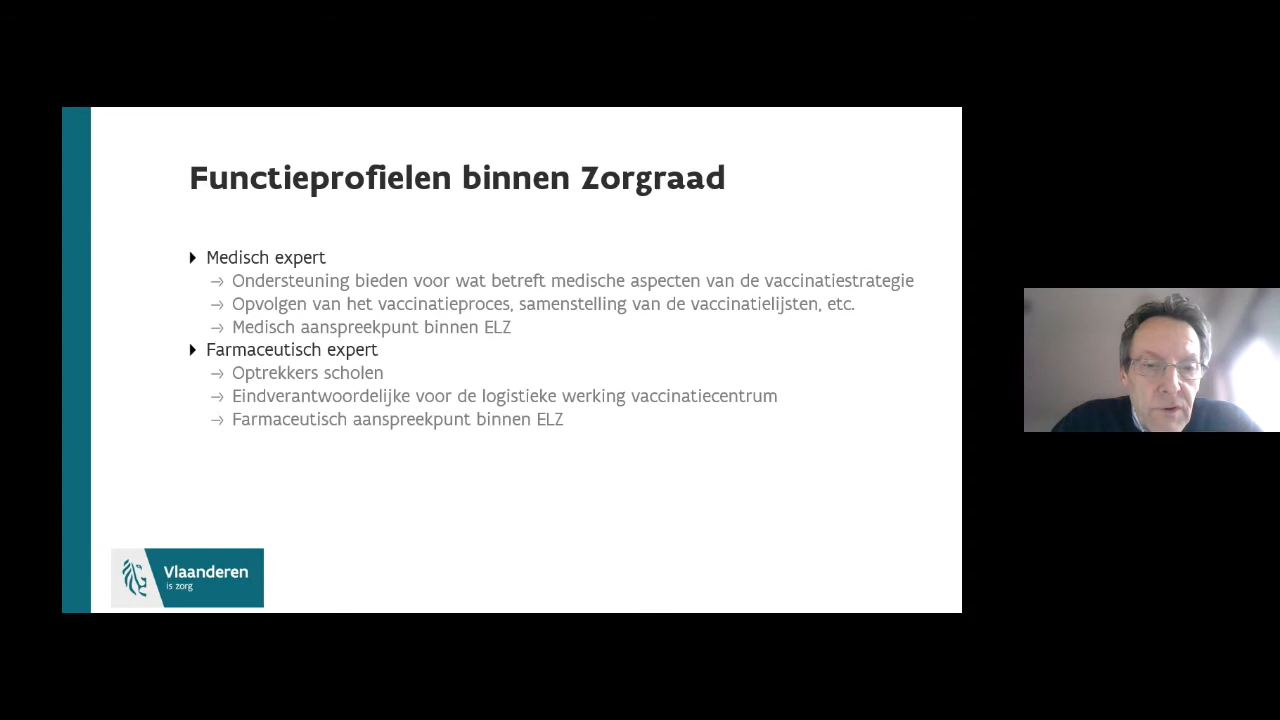 Functieprofielen binnen Zorgraad
Medisch expert
→ Ondersteuning bieden voor wat betreft medische aspecten van de vaccinatiestrategie
→ Opvolgen van het vaccinatieproces, samenstelling van de vaccinatielijsten, etc.
→ Medisch aanspreekpunt binnen ELZ
Farmaceutisch expert
→ Optrekkers scholen
→ Eindverantwoordelijke voor de logistieke werking vaccinatiecentrum
→ Farmaceutisch aanspreekpunt binnen ELZ
Vlaanderen
is zorg